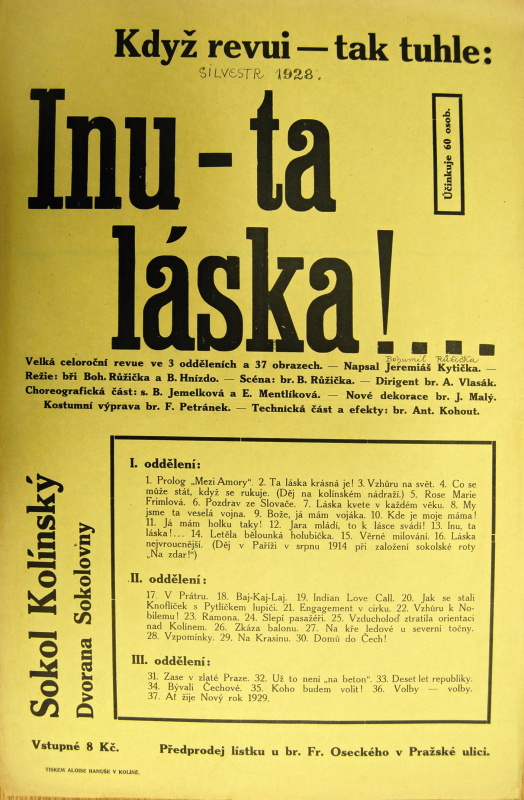 Když revui — tak tuhle:
SILVESTR 1928.
Účinkuje 60 osob.
Inu - ta
láska!....
Bohumil Růžička
Velká celoroční revue ve 3 odděleních a 37 obrazech. — Napsal Jeremiáš Kytička. —
Režie: bři Boh. Růžička a B. Hnízdo. — Scéna: br. B. Růžička. — Dirigent br. A. Vlasák.
Choreografická část: s. B. Jemelková a E. Mentlíková. — Nové dekorace br. J. Malý.
Kostumní výprava br. F. Petránek. — Technická část a efekty: br. Ant. Kohout.
Sokol Kolínský
Dvorana Sokolovny
I. oddělení:
1. Prolog „Mezi Amory". 2. Ta láska krásná je! 3. Vzhůru na svět. 4. Co se
může stát, když se rukuje. (Děj na kolínském nádraží.) 5. Rose Marie
Frimlová. 6. Pozdrav ze Slovače. 7. Láska kvete v každém věku. 8. My
jsme ta veselá vojna. 9. Bože, já mám vojáka. 10. Kde je moje máma!
11. Já mám holku taky! 12. Jara mládí, to k lásce svádí! 13. Inu, ta
láska!... 14. Letěla bělounká holubička. 15. Věrné milování. 16. Láska
nejvroucnější. (Děj v Paříži v srpnu 1914 při založení sokolské roty
„Na zdar!")
II. oddělení:
17. V Prátru. 18. Baj-Kaj-Laj. 19. Indian Love Call. 20. Jak se stali
Knoflíček s Pytlíčkem lupiči. 21. Engagement v cirku. 22. Vzhůru k No-
bilemu! 23. Ramona. 24. Slepí pasažéři. 25. Vzducholoď ztratila orientaci
nad Kolínem. 26. Zkáza balonu. 27. Na kře ledové u severní točny.
28. Vzpomínky. 29. Na Krasinu. 30. Domů do Čech!
III. oddělení:
31. Zase v zlaté Praze. 32. Už to není „na beton". 33. Deset let republiky.
34. Bývali Čechové. 35. Koho budem volit! 36. Volby — volby.
37. Ať žije Nový rok 1929.
Vstupné 8 Kč.
Předprodej lístku u br. Fr. Oseckého v Pražské ulici.
TISKEM ALOISE HANUŠE V KOLÍNĚ.